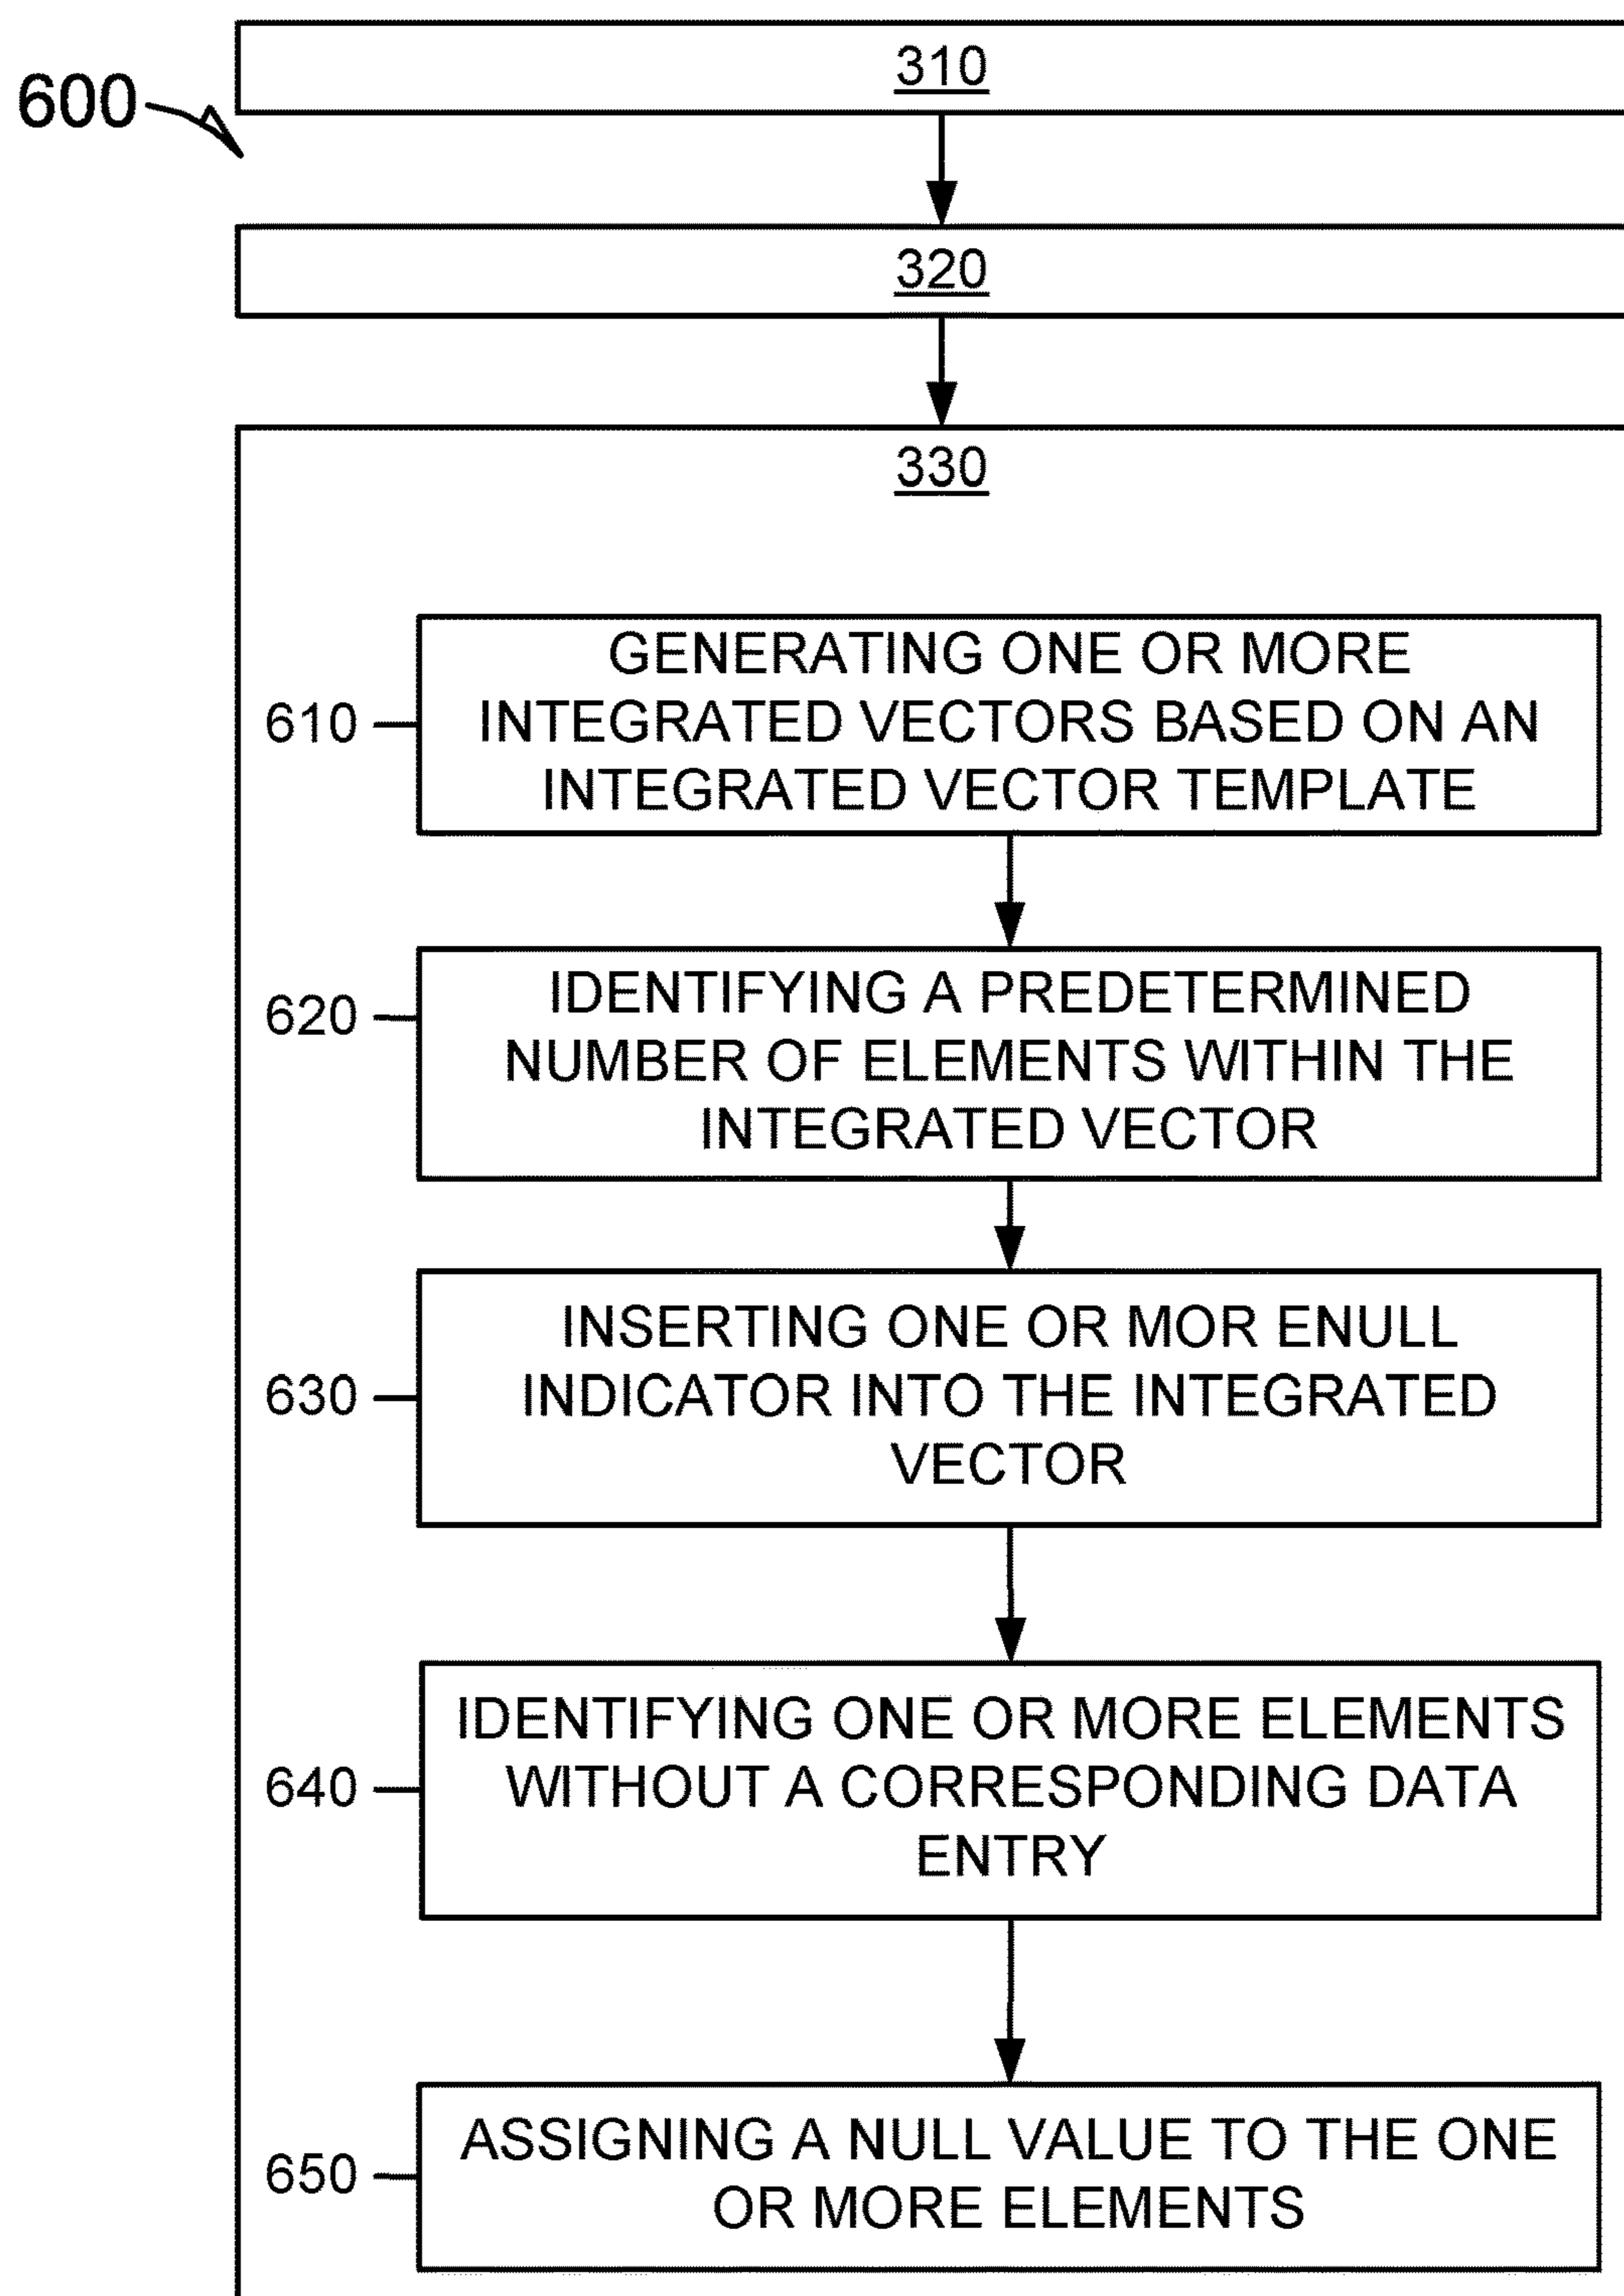 310
600
320
330
GENERATING ONE OR MORE
INTEGRATED VECTORS BASED ON AN
INTEGRATED VECTOR TEMPLATE
610
IDENTIFYING A PREDETERMINED
NUMBER OF ELEMENTS WITHIN THE
INTEGRATED VECTOR
620
INSERTING ONE OR MOR ENULL
INDICATOR INTO THE INTEGRATED
VECTOR
630
IDENTIFYING ONE OR MORE ELEMENTS
WITHOUT A CORRESPONDING DATA
ENTRY
640
ASSIGNING A NULL VALUE TO THE ONE
OR MORE ELEMENTS
650